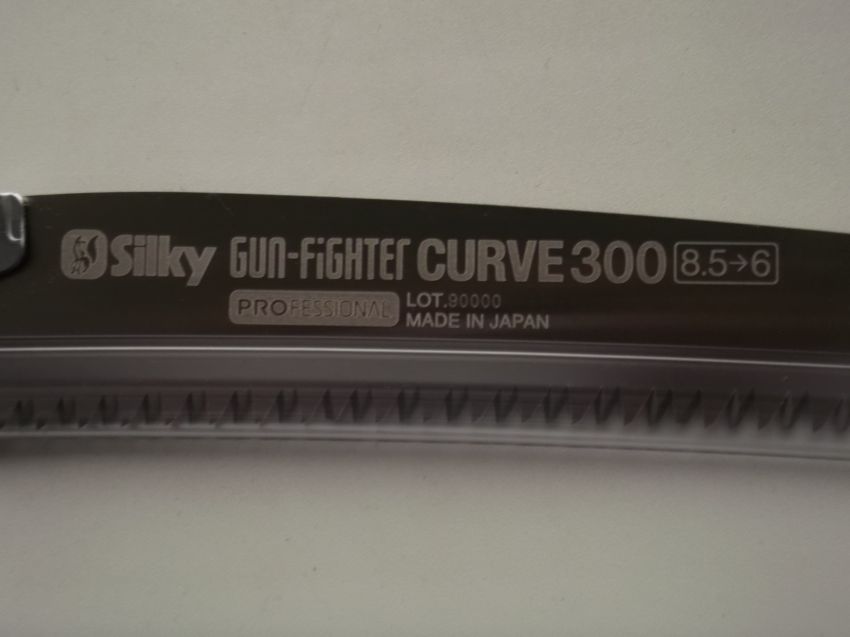 Silky GUN-FiGHTEr CURVE 300 8.5→6
PROFESSIONAL LOT.90000
MADE IN JAPAN